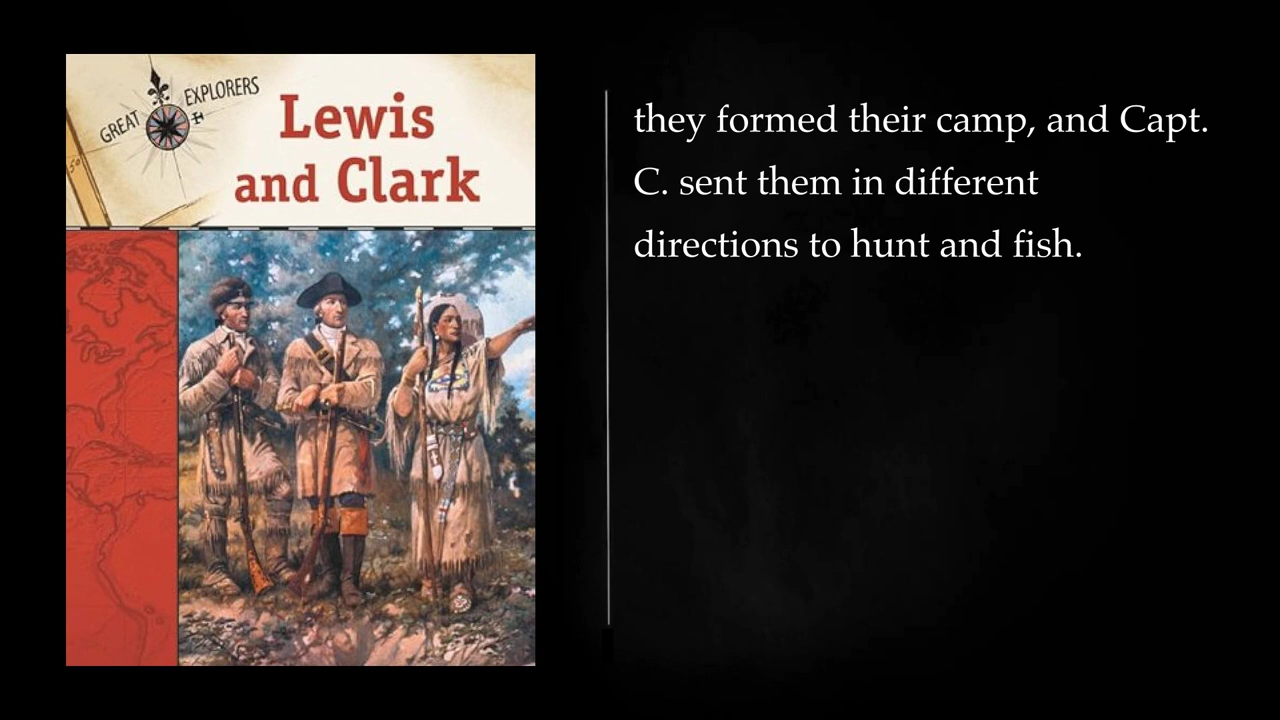 GREAT EXPLORERS
Lewis
and Clark
50
they formed their camp, and Capt.
C. sent them in different
directions to hunt and fish.